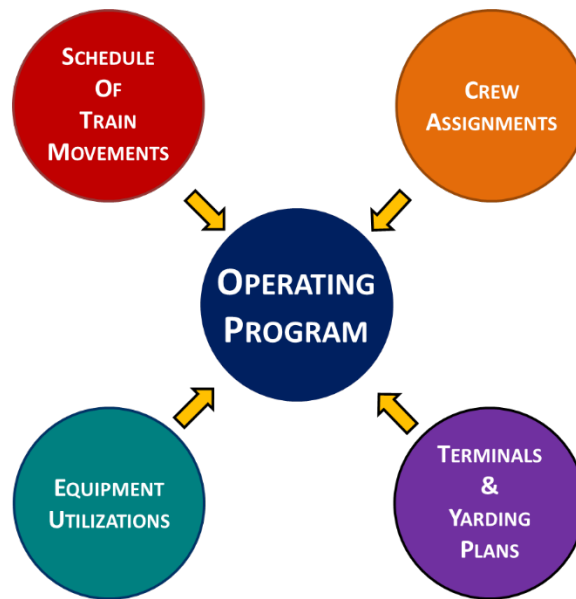 SCHEDULE
OF
TRAIN
MOVEMENTS
CREW
ASSIGNMENTS
OPERATING
PROGRAM
EQUIPMENT
UTILIZATIONS
TERMINALS
&
YARDING
PLANS